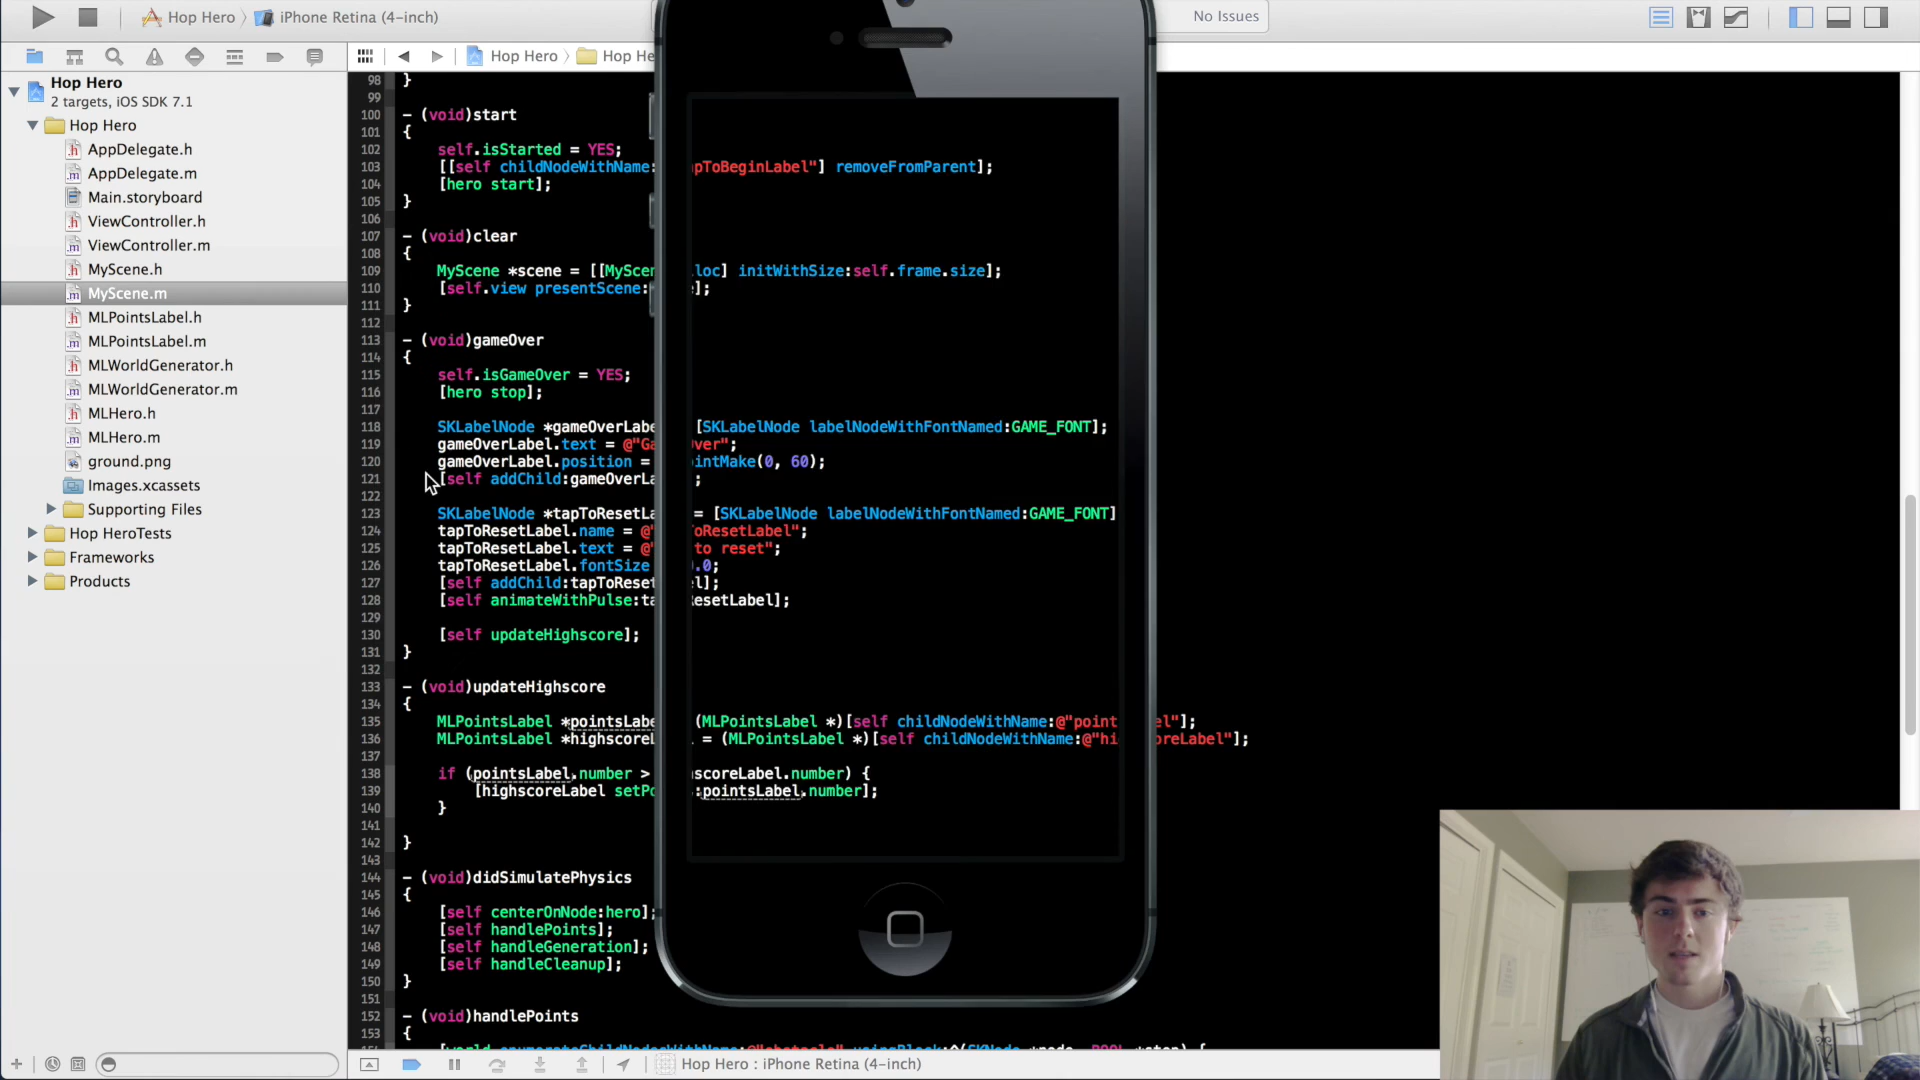 Hop Hero
iPhone Retina (4-inch)
No Issues
Hop Hero
Hop He
Hop Hero
2 targets, iOS SDK 7.1
Hop Hero
AppDelegate.h
AppDelegate.m
Main.storyboard
ViewController.h
ViewController.m
MyScene.h
MyScene.m
MLPointsLabel.h
MLPointsLabel.m
MLWorldGenerator.h
MLWorldGenerator.m
MLHero.h
MLHero.m
ground.png
Images.xcassets
Supporting Files
Hop HeroTests
Frameworks
Products
98 }
99
100 - (void)start
101 {
102 self.isStarted = YES;
103 [[self childNodeWithName: pToBeginLabel"] removeFromParent];
104 [hero start];
105 }
106
107 - (void)clear
108 {
109 MyScene *scene = [[MyScen loc] initWithSize:self.frame.size];
110 [self.view presentScene: e];
111 }
112
113 - (void)gameOver
114 {
115 self.isGameOver = YES;
116 [hero stop];
117
118 SKLabelNode *gameOverLabe [SKLabelNode labelNodeWithFontNamed:GAME_FONT];
119 gameOverLabel.text = @"Ga ver";
120 gameOverLabel.position = intMake(0, 60);
121 [self addChild:gameOverLa ;
122
123 SKLabelNode *tapToResetLa = [SKLabelNode labelNodeWithFontNamed:GAME_FONT]
124 tapToResetLabel.name = @" oResetLabel";
125 tapToResetLabel.text = @" to reset";
126 tapToResetLabel.fontSize .0;
127 [self addChild:tapToReset el];
128 [self animateWithPulse:ta esetLabel];
129
130 [self updateHighscore];
131 }
132
133 - (void)updateHighscore
134 {
135 MLPointsLabel *pointsLabe (MLPointsLabel *)[self childNodeWithName:@"point el"];
136 MLPointsLabel *highscoreL = (MLPointsLabel *)[self childNodeWithName:@"hi oreLabel"];
137
138 if (pointsLabel.number > scoreLabel.number) {
139 [highscoreLabel setPo :pointsLabel.number];
140 }
141
142 }
143
144 - (void)didSimulatePhysics
145 {
146 [self centerOnNode:hero];
147 [self handlePoints];
148 [self handleGeneration];
149 [self handleCleanup];
150 }
151
152 - (void)handlePoints
153 {
Hop Hero : iPhone Retina (4-inch)